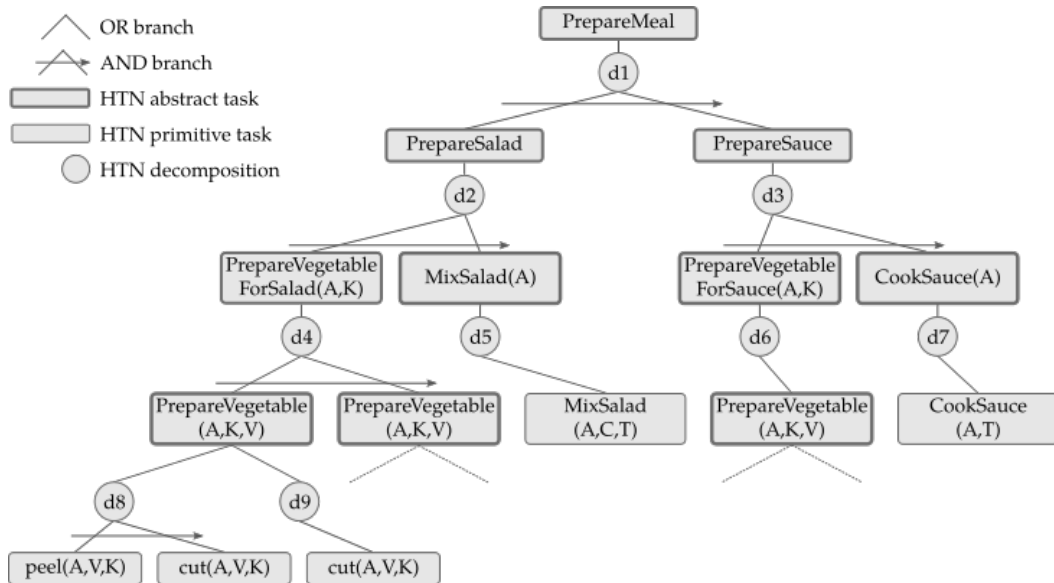 OR branch
AND branch
HTN abstract task
HTN primitive task
HTN decomposition
PrepareMeal
d1
PrepareSalad
PrepareSauce
d2
d3
PrepareVegetable
ForSalad(A,K)
MixSalad(A)
PrepareVegetable
ForSauce(A,K)
CookSauce(A)
d4
d5
d6
d7
PrepareVegetable
(A,K,V)
PrepareVegetable
(A,K,V)
MixSalad
(A,C,T)
PrepareVegetable
(A,K,V)
CookSauce
(A,T)
d8
d9
peel(A,V,K)
cut(A,V,K)
cut(A,V,K)